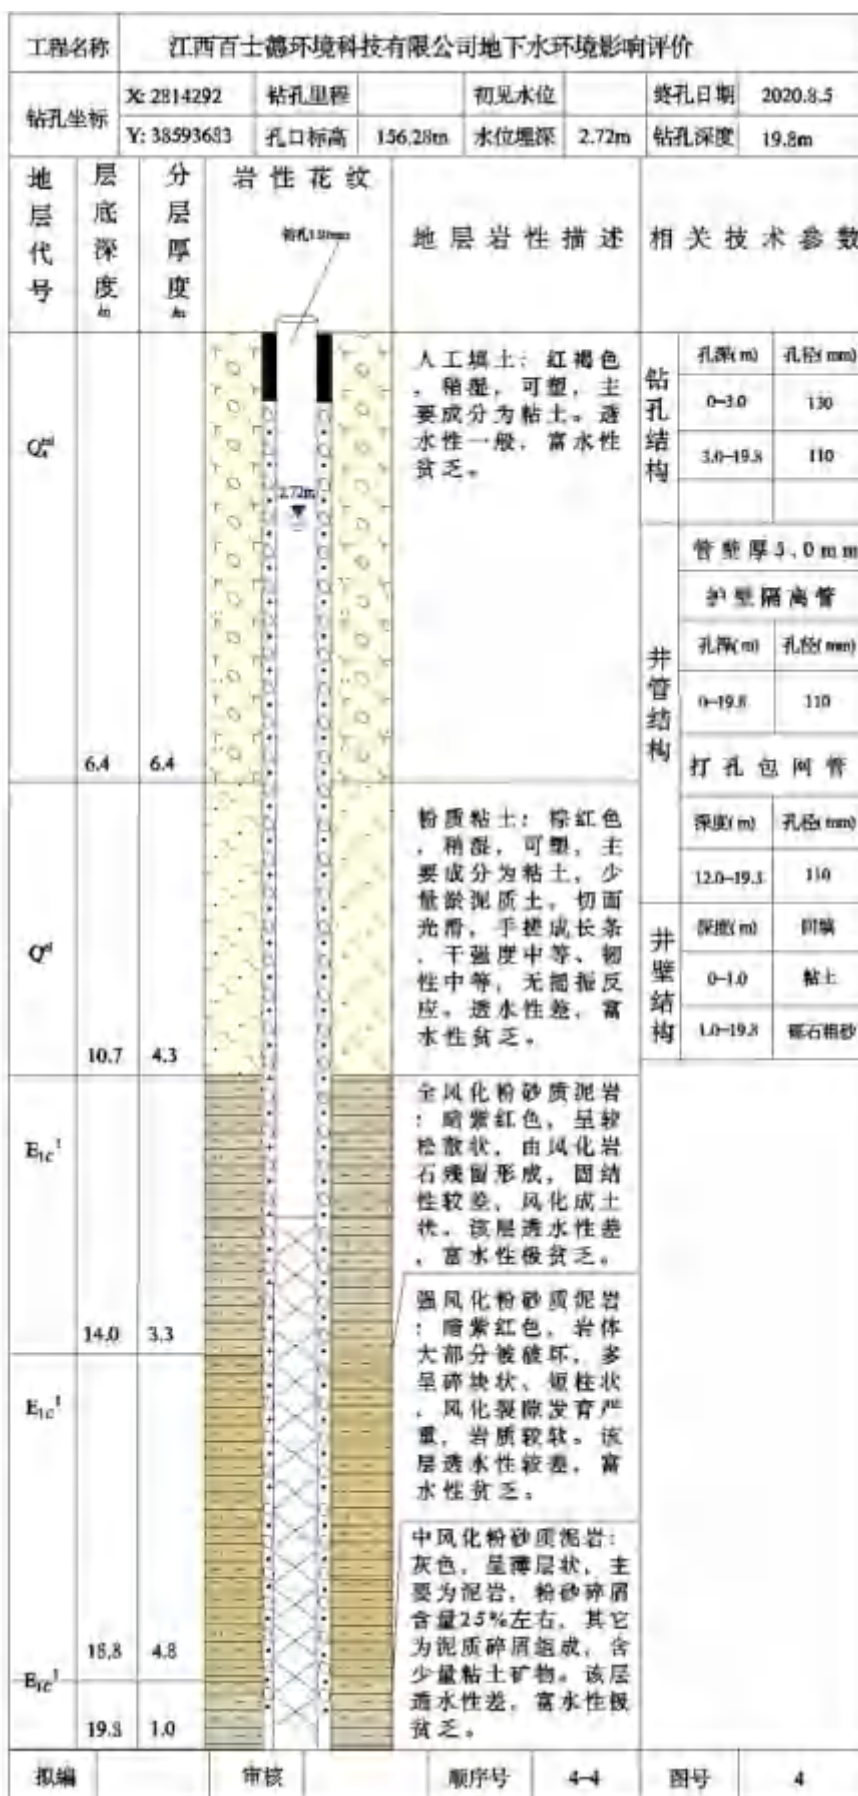 工程名称 江西百士德环境科技有限公司地下水环境影响评价
钻孔坐标 X: 2814292 钻孔里程 初见水位 终孔日期 2020.8.5
Y: 38593683 孔口标高 156.28m 水位埋深 2.72m 钻孔深度 19.8m
地层代号 层底深度 m 分层厚度 m 岩性花纹 地层岩性描述 相关技术参数
钻孔130mm
2.72m
6.4 6.4
人工填土：红褐色
，稍湿，可塑，主
要成分为粘土。透
水性一般，富水性
贫乏。
Q 10.7 4.3
粉质粘土：棕红色
，稍湿，可塑，主
要成分为粘土，少
量淤泥质土，切面
光滑，手搓成长条
，干强度中等、韧
性中等，无摇振反
应。透水性差，富
水性贫乏。
E1c¹ 14.0 3.3
全风化粉砂质泥岩
：暗紫红色，呈较
松散状，由风化岩
石残留形成，固结
性较差，风化成土
状。该层透水性差
，富水性极贫乏。
E1c¹ 18.8 4.8
强风化粉砂质泥岩
：暗紫红色，岩体
大部分被破坏，多
呈碎块状、短柱状
，风化裂隙发育严
重，岩质较软。该
层透水性较差，富
水性贫乏。
E1c¹ 19.8 1.0
中风化粉砂质泥岩：
灰色，呈薄层状，主
要为泥岩，粉砂碎屑
含量25%左右，其它
为泥质碎屑组成，含
少量粘土矿物。该层
透水性差，富水性极
贫乏。
钻孔结构
孔深(m) 孔径(mm)
0-3.0 130
3.0-19.8 110
井管结构
管壁厚5.0mm
护壁隔离管
孔深(m) 孔径(mm)
0-19.8 110
打孔包网管
深度(m) 孔径(mm)
12.0-19.8 110
井壁结构
深度(m) 回填
0-1.0 粘土
1.0-19.8 砾石粗砂
拟编 审核 顺序号 4-4 图号 4